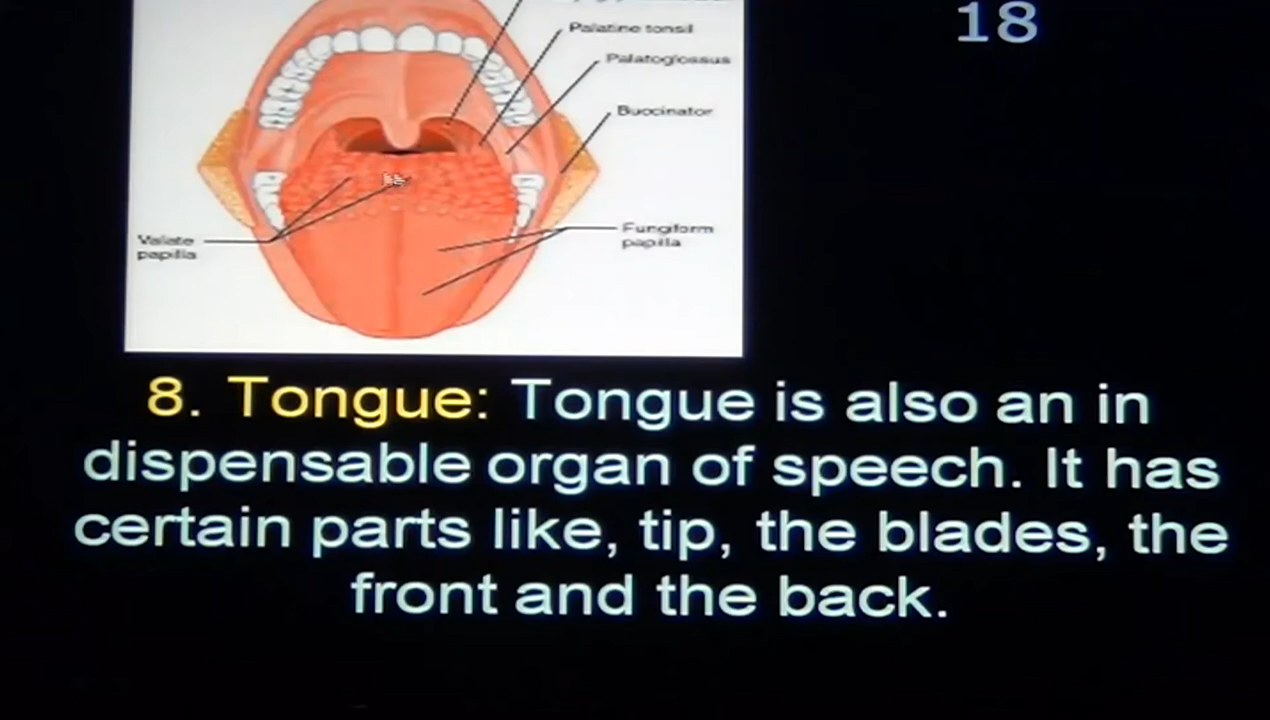 18
Palatine tonsil
Palatoglossus
Buccinator
Vallate
papilla
Fungiform
papilla
8. Tongue: Tongue is also an in
dispensable organ of speech. It has
certain parts like, tip, the blades, the
front and the back.